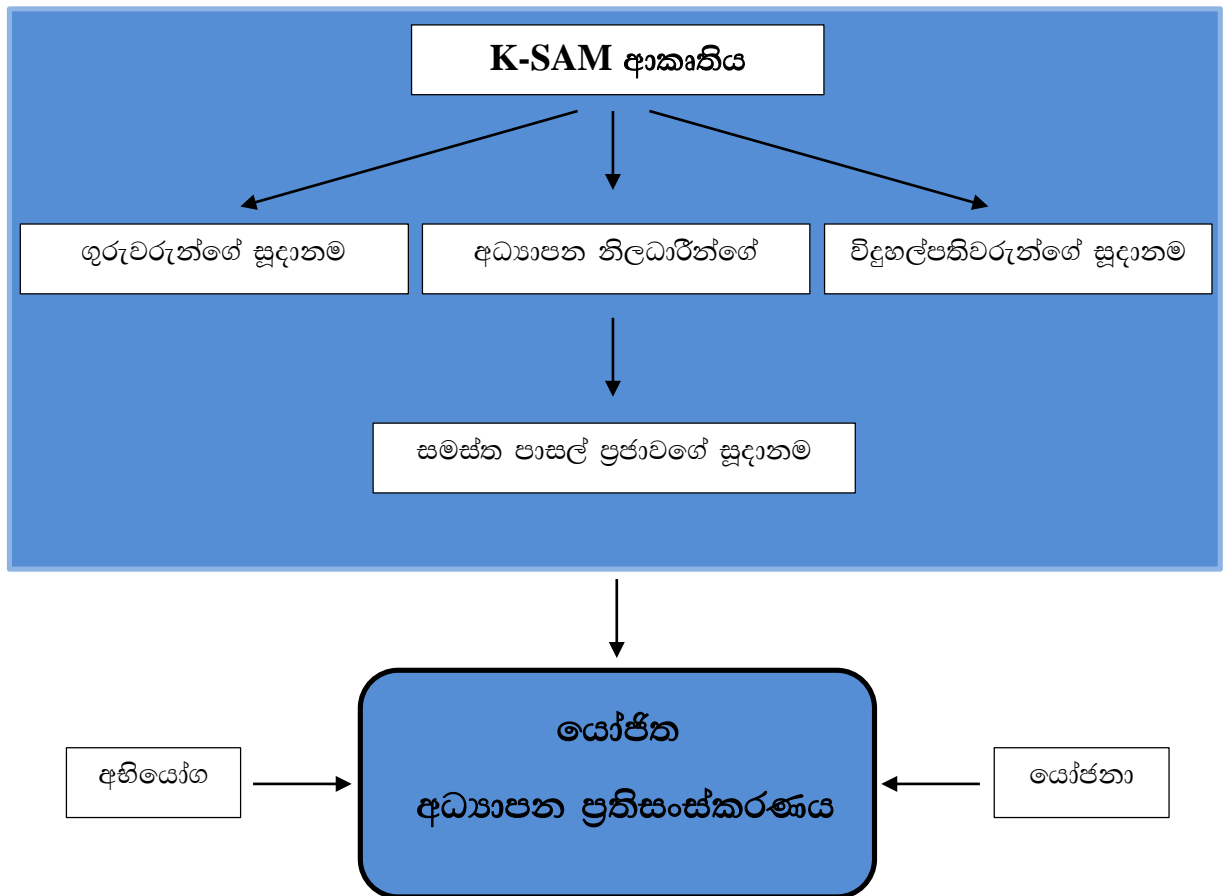 K-SAM ආකෘතිය
ගුරුවරුන්ගේ සූදානම
අධ්‍යාපන නිලධාරීන්ගේ
විදුහල්පතිවරුන්ගේ සූදානම
සමස්ත පාසල් ප්‍රජාවගේ සූදානම
යෝජිත
අධ්‍යාපන ප්‍රතිසංස්කරණය
අභියෝග
යෝජනා